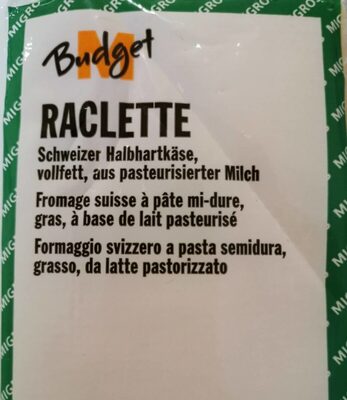 M Budget
RACLETTE
Schweizer Halbhartkäse,
vollfett, aus pasteurisierter Milch
Fromage suisse à pâte mi-dure,
gras, à base de lait pasteurisé
Formaggio svizzero a pasta semidura,
grasso, da latte pastorizzato
MIGROS